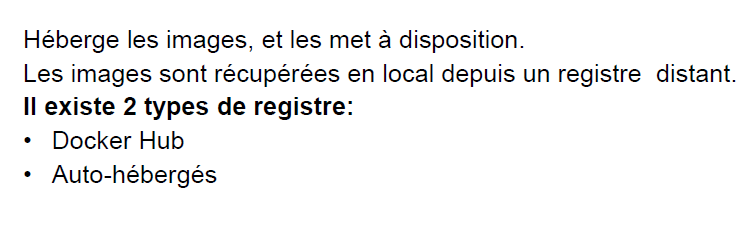 Héberge les images, et les met à disposition.
Les images sont récupérées en local depuis un registre  distant.
Il existe 2 types de registre:
• Docker Hub
• Auto-hébergés